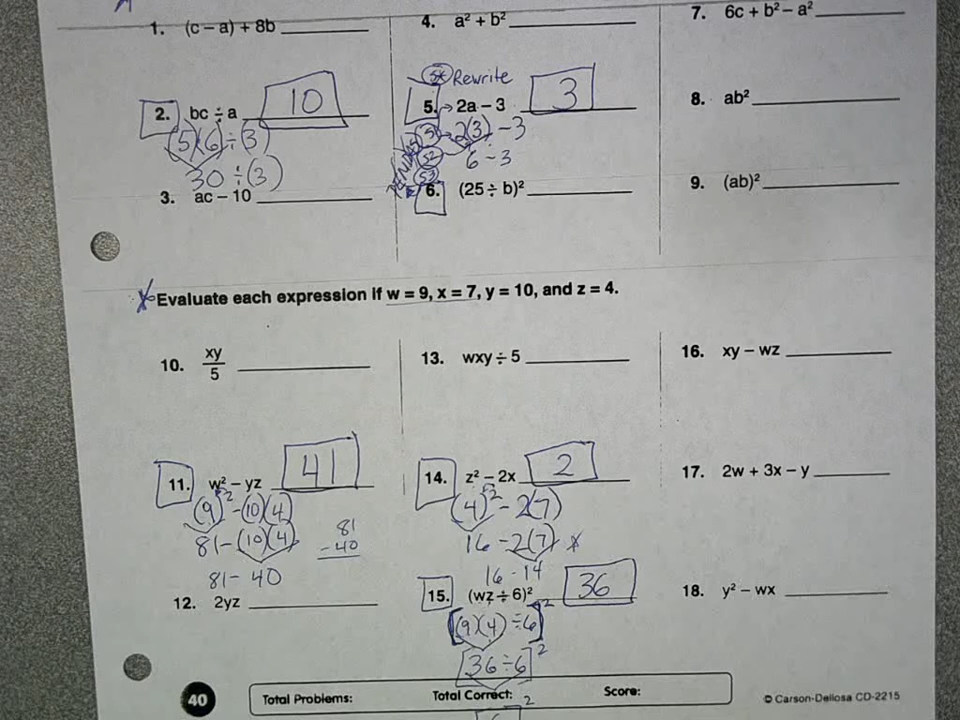 1. (c – a) + 8b
4. a² + b²
7. 6c + b² – a²
5* Rewrite
2. bc ÷ a 10
(5)(6) ÷ (3)
30 ÷ (3)
5. → 2a – 3 3
S1 → 2(3) – 3
S2 6 – 3
S3
8. ab²
3. ac – 10
6. (25 ÷ b)²
9. (ab)²
Evaluate each expression if w = 9, x = 7, y = 10, and z = 4.
10. xy/5
13. wxy ÷ 5
16. xy – wz
11. w² – yz 41
(9)² – (10)(4)
81 – (10)(4)
81 – 40
81
– 40
14. z² – 2x 2
(4)² – 2(7)
16 – 2(7) *
16 – 14
17. 2w + 3x – y
12. 2yz
15. (wz ÷ 6)² 36
[(9)(4) ÷ 6]²
[36 ÷ 6]²
18. y² – wx
40
Total Problems:
Total Correct:
Score:
© Carson-Dellosa CD-2215